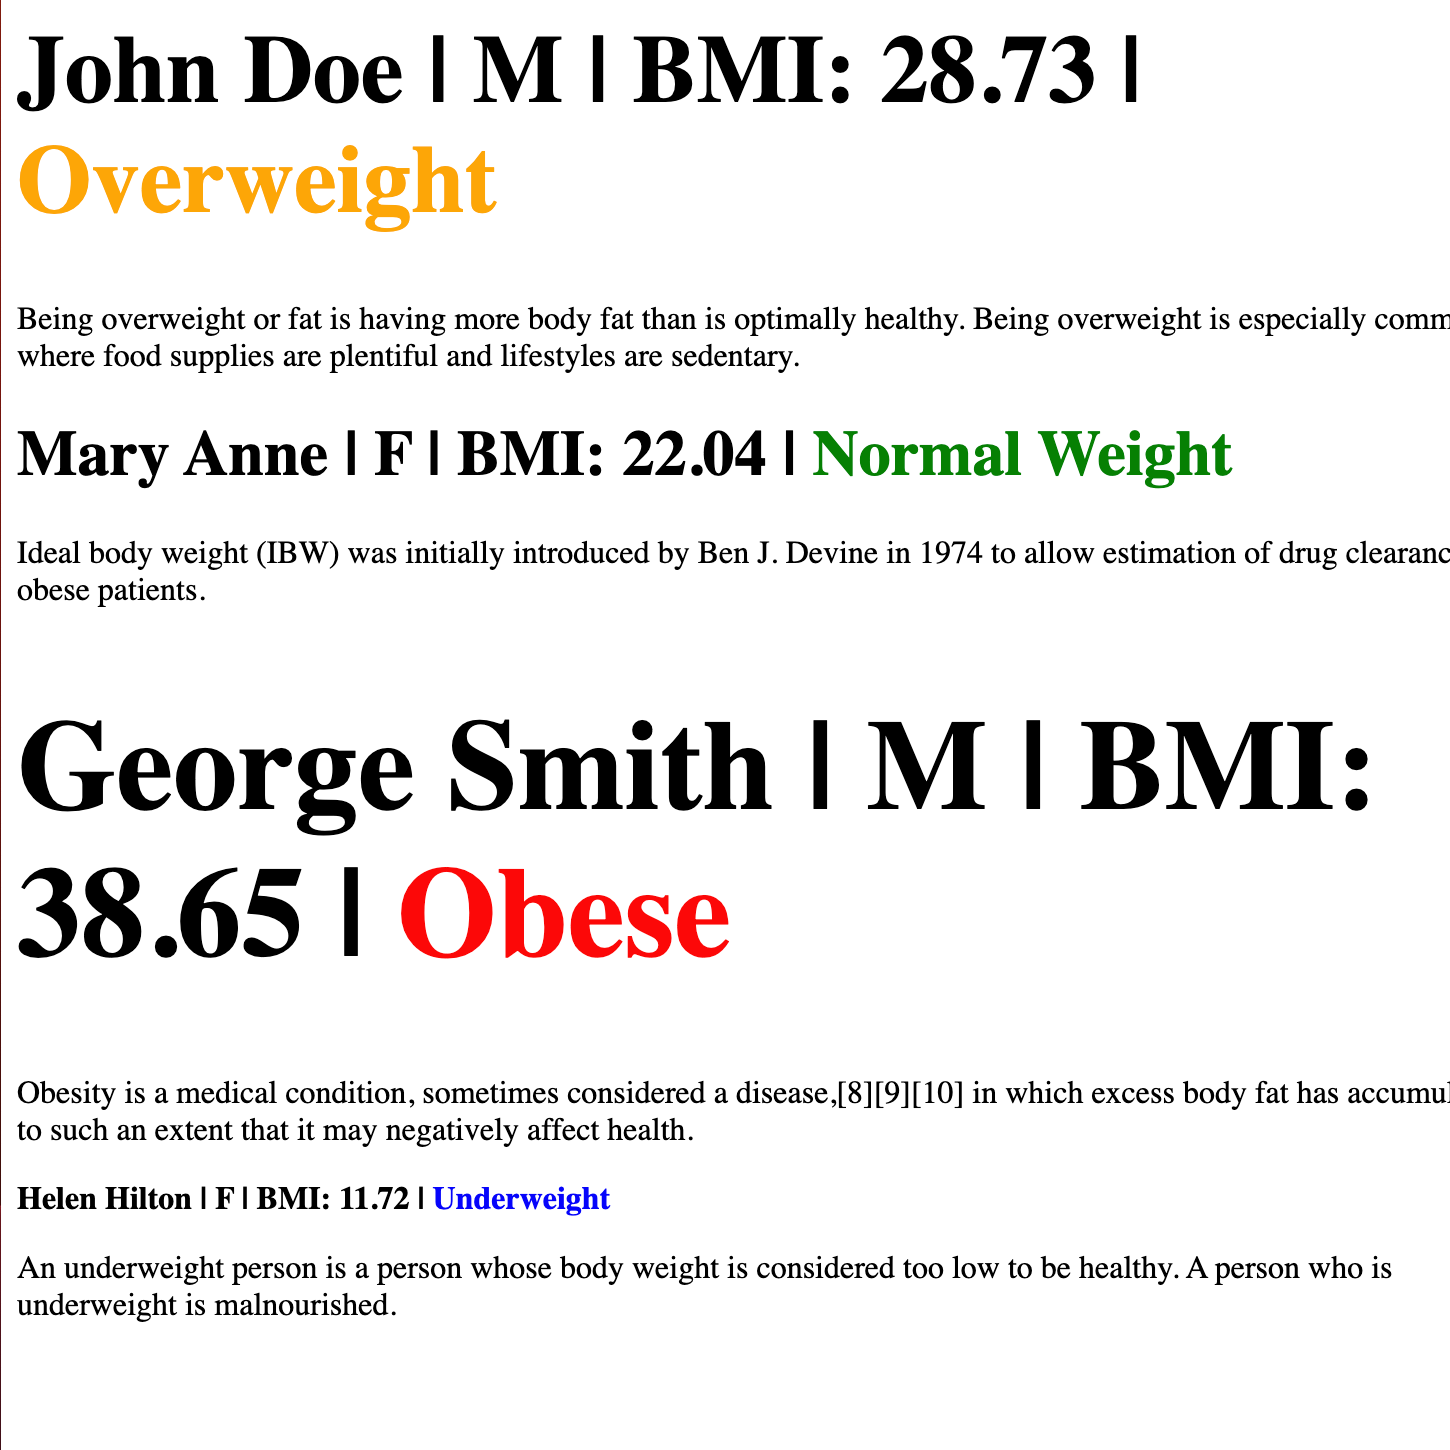 John Doe | M | BMI: 28.73 |
Overweight
Being overweight or fat is having more body fat than is optimally healthy. Being overweight is especially
where food supplies are plentiful and lifestyles are sedentary.
Mary Anne | F | BMI: 22.04 | Normal Weight
Ideal body weight (IBW) was initially introduced by Ben J. Devine in 1974 to allow estimation of drug
obese patients.
George Smith | M | BMI:
38.65 | Obese
Obesity is a medical condition, sometimes considered a disease,[8][9][10] in which excess body fat has
to such an extent that it may negatively affect health.
Helen Hilton | F | BMI: 11.72 | Underweight
An underweight person is a person whose body weight is considered too low to be healthy. A person who is
underweight is malnourished.